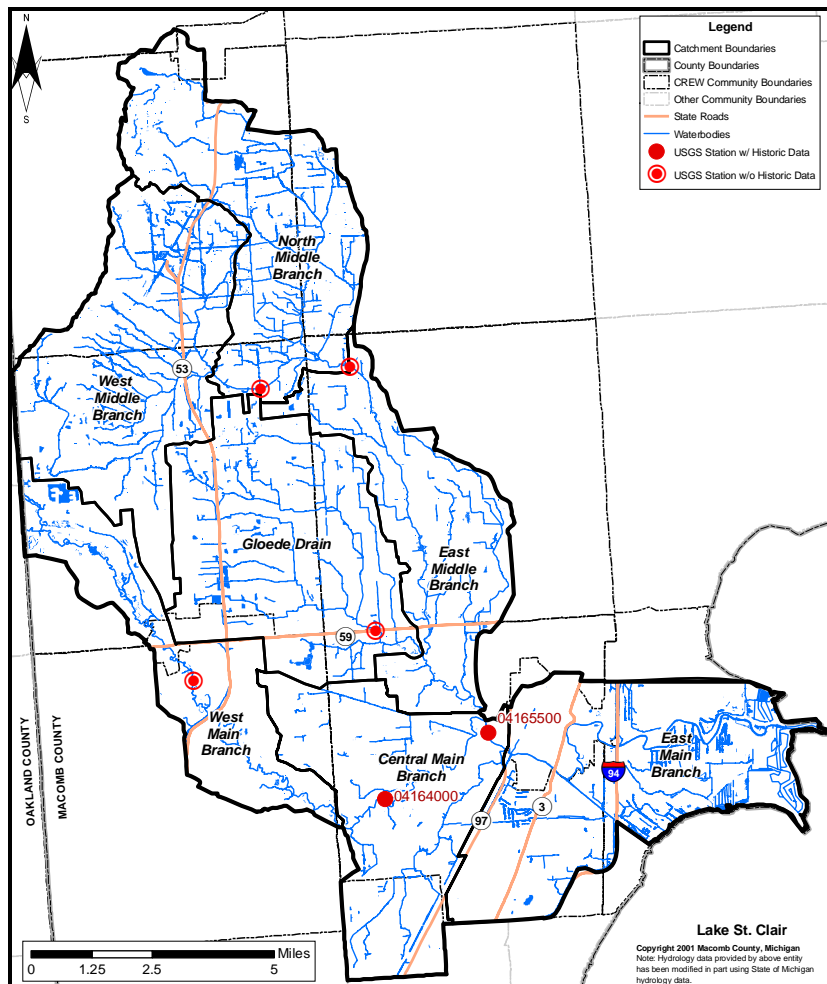 N
S
Legend
Catchment Boundaries
County Boundaries
CREW Community Boundaries
Other Community Boundaries
State Roads
Waterbodies
USGS Station w/ Historic Data
USGS Station w/o Historic Data
North
Middle
Branch
53
West
Middle
Branch
Gloede Drain
East
Middle
Branch
59
West
Main
Branch
04165500
Central Main
Branch
East
Main
Branch
94
04164000
97
3
OAKLAND COUNTY
MACOMB COUNTY
Lake St. Clair
Copyright 2001 Macomb County, Michigan
Note: Hydrology data provided by above entity
has been modified in part using State of Michigan
hydrology data.
Miles
0 1.25 2.5 5